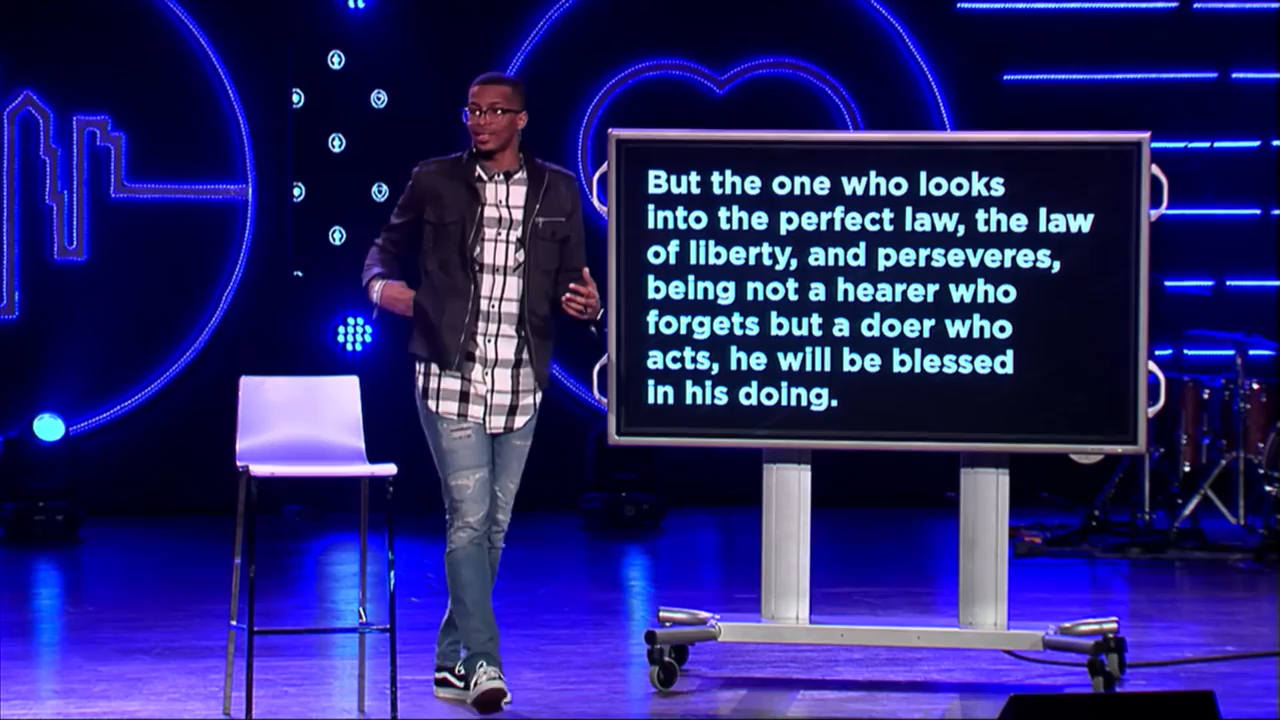 But the one who looks
into the perfect law, the law
of liberty, and perseveres,
being not a hearer who
forgets but a doer who
acts, he will be blessed
in his doing.